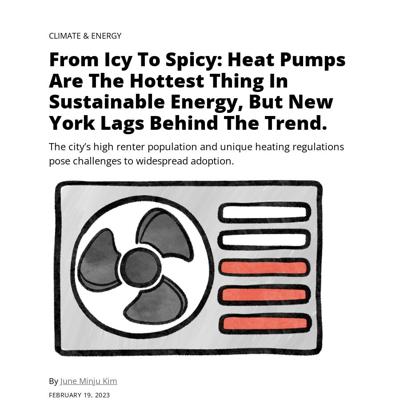 CLIMATE & ENERGY
From Icy To Spicy: Heat Pumps
Are The Hottest Thing In
Sustainable Energy, But New
York Lags Behind The Trend.
The city’s high renter population and unique heating regulations
pose challenges to widespread adoption.
By June Minju Kim
FEBRUARY 19, 2023